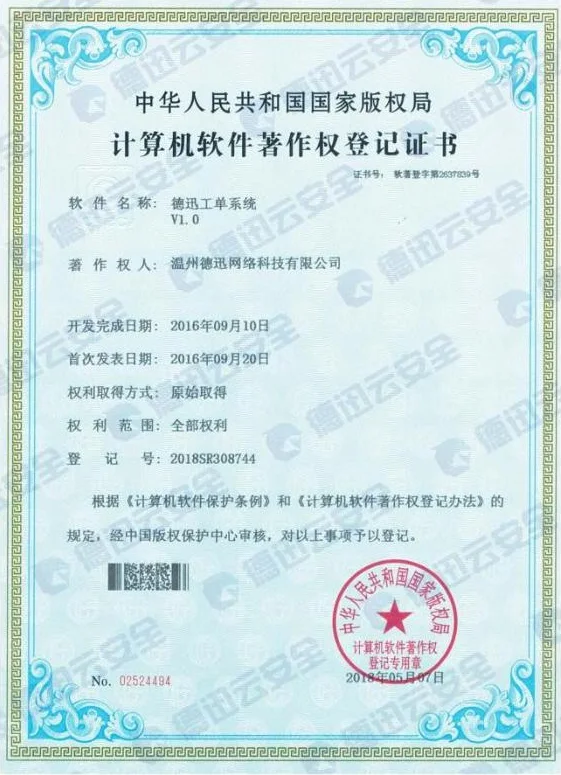 中华人民共和国国家版权局
计算机软件著作权登记证书
证书号： 软著登字第2637839号
软件名称： 德迅工单系统
V1.0
著作权人： 温州德迅网络科技有限公司
开发完成日期： 2016年09月10日
首次发表日期： 2016年09月20日
权利取得方式： 原始取得
权利范围： 全部权利
登记号： 2018SR308744
根据《计算机软件保护条例》和《计算机软件著作权登记办法》的
规定，经中国版权保护中心审核，对以上事项予以登记。
中华人民共和国国家版权局
计算机软件著作权
登记专用章
2018年05月07日
No. 02524494
德迅云安全